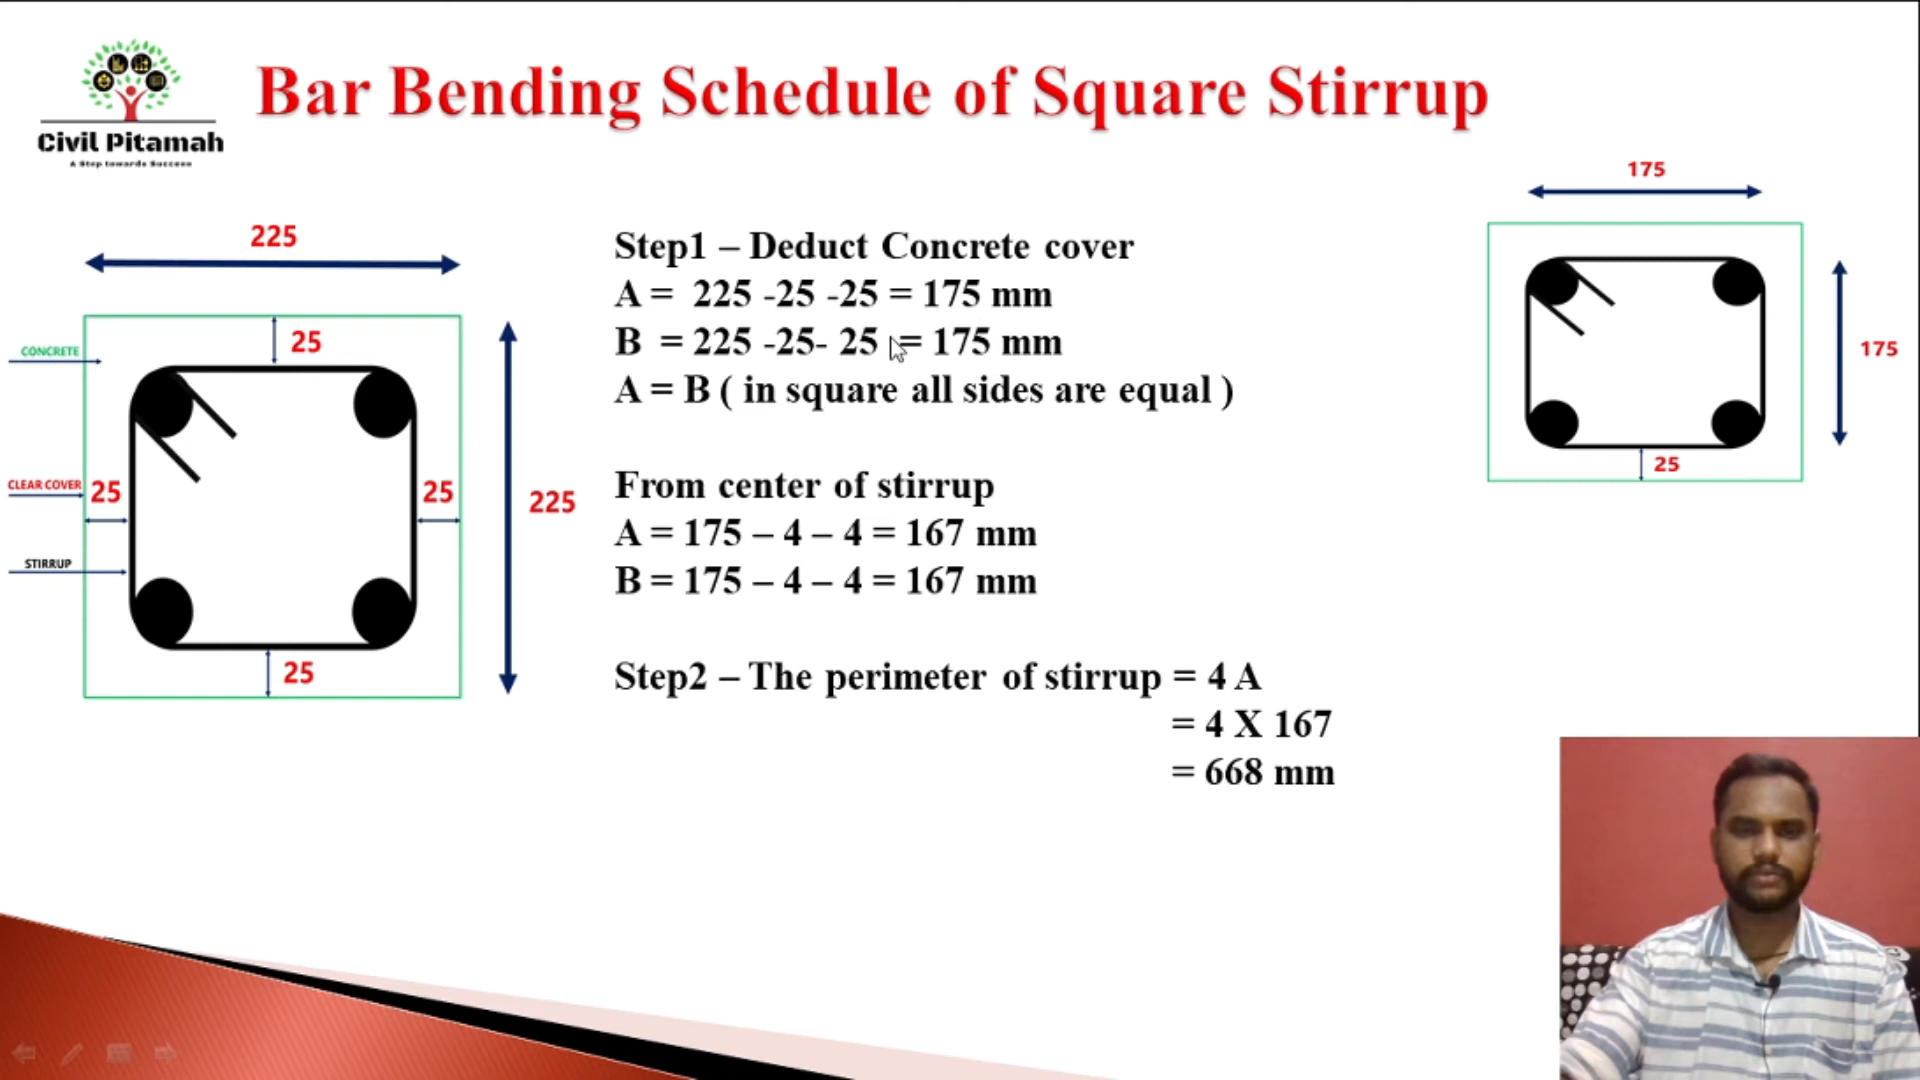 Civil Pitamah
A Step towards Success
Bar Bending Schedule of Square Stirrup
225
25
CONCRETE
CLEAR COVER
25
25
225
STIRRUP
25
Step1 – Deduct Concrete cover
A = 225 -25 -25 = 175 mm
B = 225 -25- 25 = 175 mm
A = B ( in square all sides are equal )
From center of stirrup
A = 175 – 4 – 4 = 167 mm
B = 175 – 4 – 4 = 167 mm
Step2 – The perimeter of stirrup = 4 A
= 4 X 167
= 668 mm
175
175
25